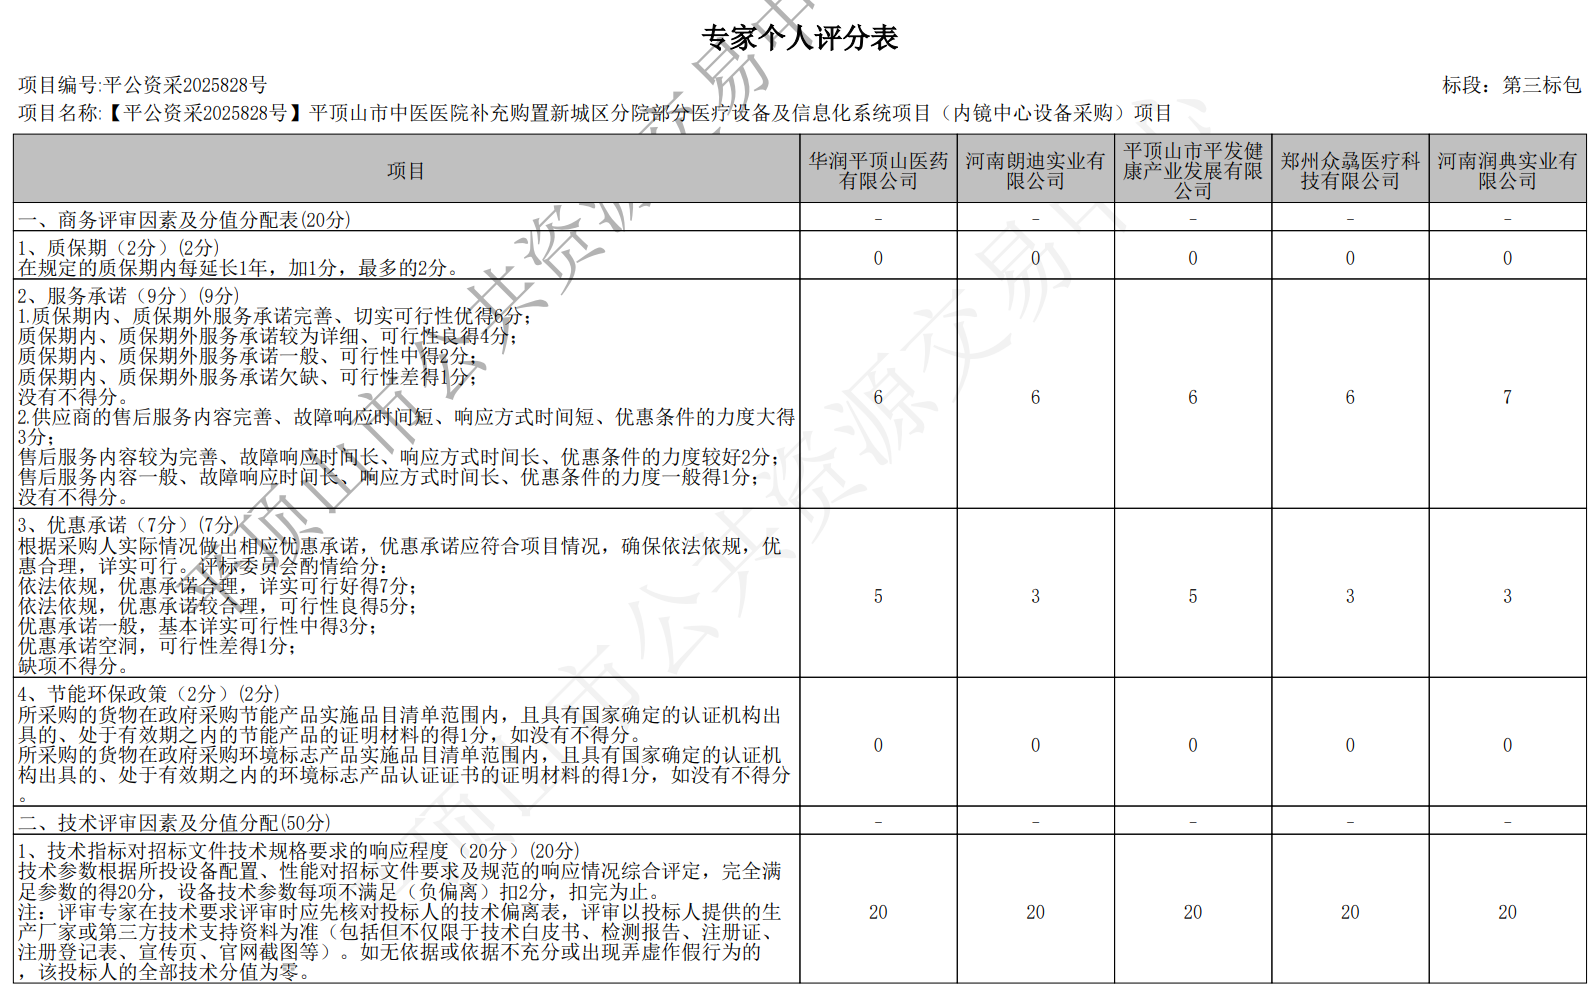 专家个人评分表
项目编号:平公资采2025828号
标段：第三标包
项目名称:【平公资采2025828号】平顶山市中医医院补充购置新城区分院部分医疗设备及信息化系统项目（内镜中心设备采购）项目
项目
华润平顶山医药
有限公司
河南朗迪实业有
限公司
平顶山市平发健
康产业发展有限
公司
郑州众骉医疗科
技有限公司
河南润典实业有
限公司
一、商务评审因素及分值分配表(20分)
- - - - -
1、质保期（2分）(2分)
在规定的质保期内每延长1年，加1分，最多的2分。
0 0 0 0 0
2、服务承诺（9分）(9分)
1.质保期内、质保期外服务承诺完善、切实可行性优得6分；
质保期内、质保期外服务承诺较为详细、可行性良得4分；
质保期内、质保期外服务承诺一般、可行性中得2分；
质保期内、质保期外服务承诺欠缺、可行性差得1分；
没有不得分。
2.供应商的售后服务内容完善、故障响应时间短、响应方式时间短、优惠条件的力度大得
3分；
售后服务内容较为完善、故障响应时间长、响应方式时间长、优惠条件的力度较好2分；
售后服务内容一般、故障响应时间长、响应方式时间长、优惠条件的力度一般得1分；
没有不得分。
6 6 6 6 7
3、优惠承诺（7分）(7分)
根据采购人实际情况做出相应优惠承诺，优惠承诺应符合项目情况，确保依法依规，优
惠合理，详实可行。评标委员会酌情给分：
依法依规，优惠承诺合理，详实可行好得7分；
依法依规，优惠承诺较合理，可行性良得5分；
优惠承诺一般，基本详实可行性中得3分；
优惠承诺空洞，可行性差得1分；
缺项不得分。
5 3 5 3 3
4、节能环保政策（2分）(2分)
所采购的货物在政府采购节能产品实施品目清单范围内，且具有国家确定的认证机构出
具的、处于有效期之内的节能产品的证明材料的得1分，如没有不得分。
所采购的货物在政府采购环境标志产品实施品目清单范围内，且具有国家确定的认证机
构出具的、处于有效期之内的环境标志产品认证证书的证明材料的得1分，如没有不得分
。
0 0 0 0 0
二、技术评审因素及分值分配(50分)
- - - - -
1、技术指标对招标文件技术规格要求的响应程度（20分）(20分)
技术参数根据所投设备配置、性能对招标文件要求及规范的响应情况综合评定，完全满
足参数的得20分，设备技术参数每项不满足（负偏离）扣2分，扣完为止。
注：评审专家在技术要求评审时应先核对投标人的技术偏离表，评审以投标人提供的生
产厂家或第三方技术支持资料为准（包括但不仅限于技术白皮书、检测报告、注册证、
注册登记表、宣传页、官网截图等）。如无依据或依据不充分或出现弄虚作假行为的
，该投标人的全部技术分值为零。
20 20 20 20 20
平顶山市公共资源交易中
平顶山市公共资源交易中心